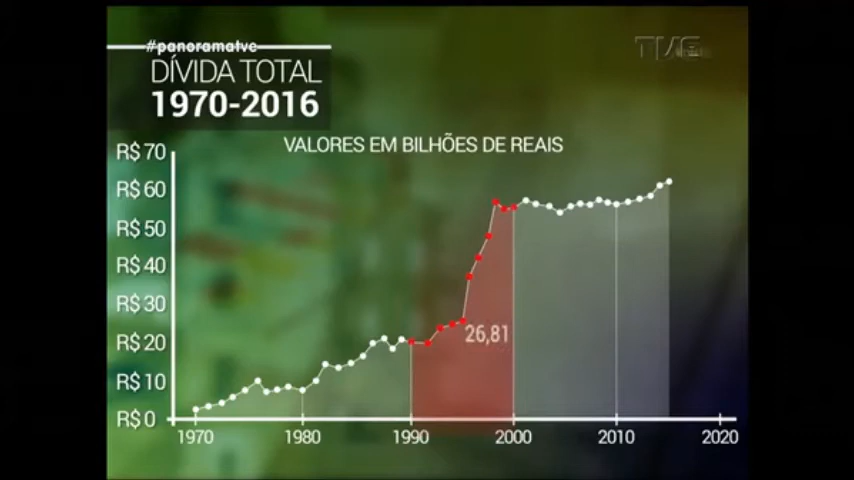 #panoramatve
DÍVIDA TOTAL
1970-2016
VALORES EM BILHÕES DE REAIS
R$ 70
R$ 60
R$ 50
R$ 40
R$ 30
R$ 20
R$ 10
R$ 0
26,81
1970 1980 1990 2000 2010 2020